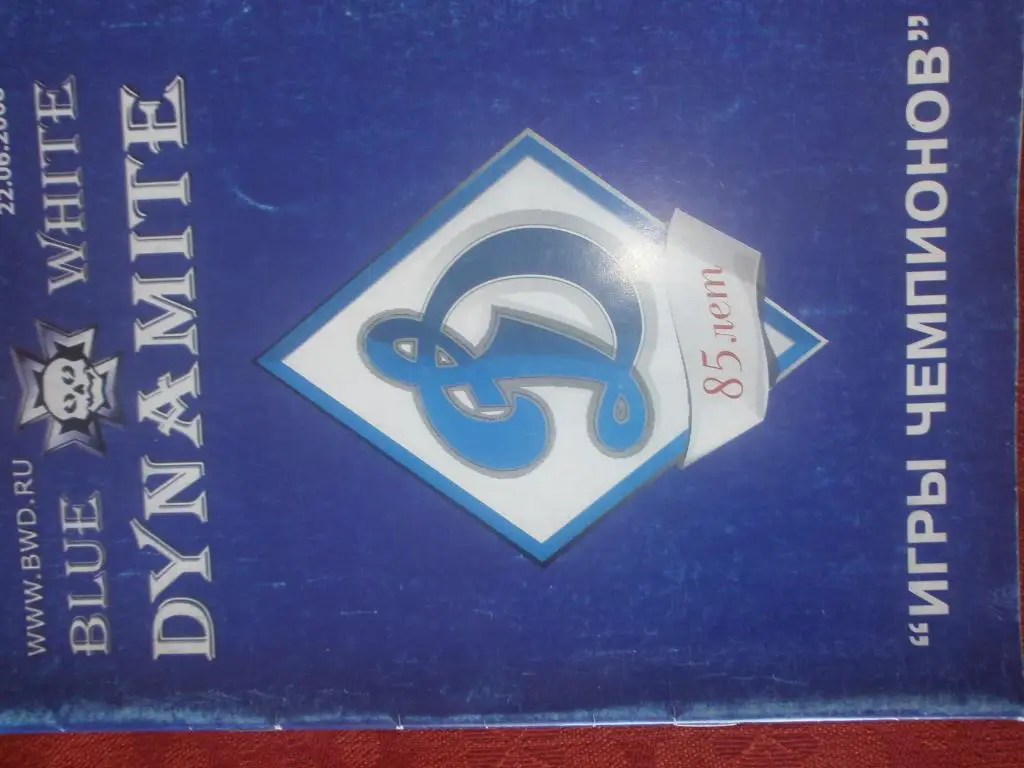 WWW.BWD.RU
BLUE WHITE
DYNAMITE
Д
85 лет
“ИГРЫ ЧЕМПИОНОВ”